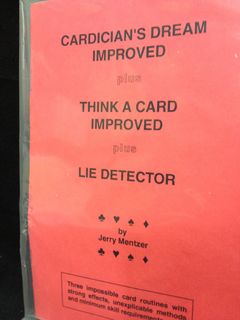 CARDICIAN'S DREAM
IMPROVED
plus
THINK A CARD
IMPROVED
plus
LIE DETECTOR
♣ ♥ ♠ ♦
by
Jerry Mentzer
♣ ♥ ♠ ♦
Three impossible card routines with
strong effects, unexplicable methods
and minimum skill requirements